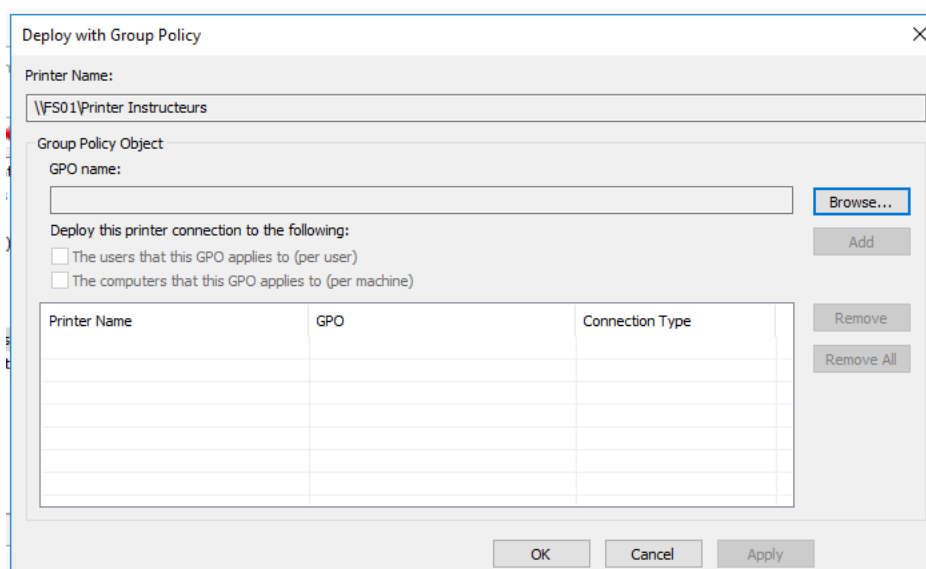 Deploy with Group Policy
Printer Name:
\\FS01\Printer Instructeurs
Group Policy Object
GPO name:
Browse...
Deploy this printer connection to the following:
Add
The users that this GPO applies to (per user)
The computers that this GPO applies to (per machine)
Printer Name GPO Connection Type
Remove
Remove All
OK Cancel Apply